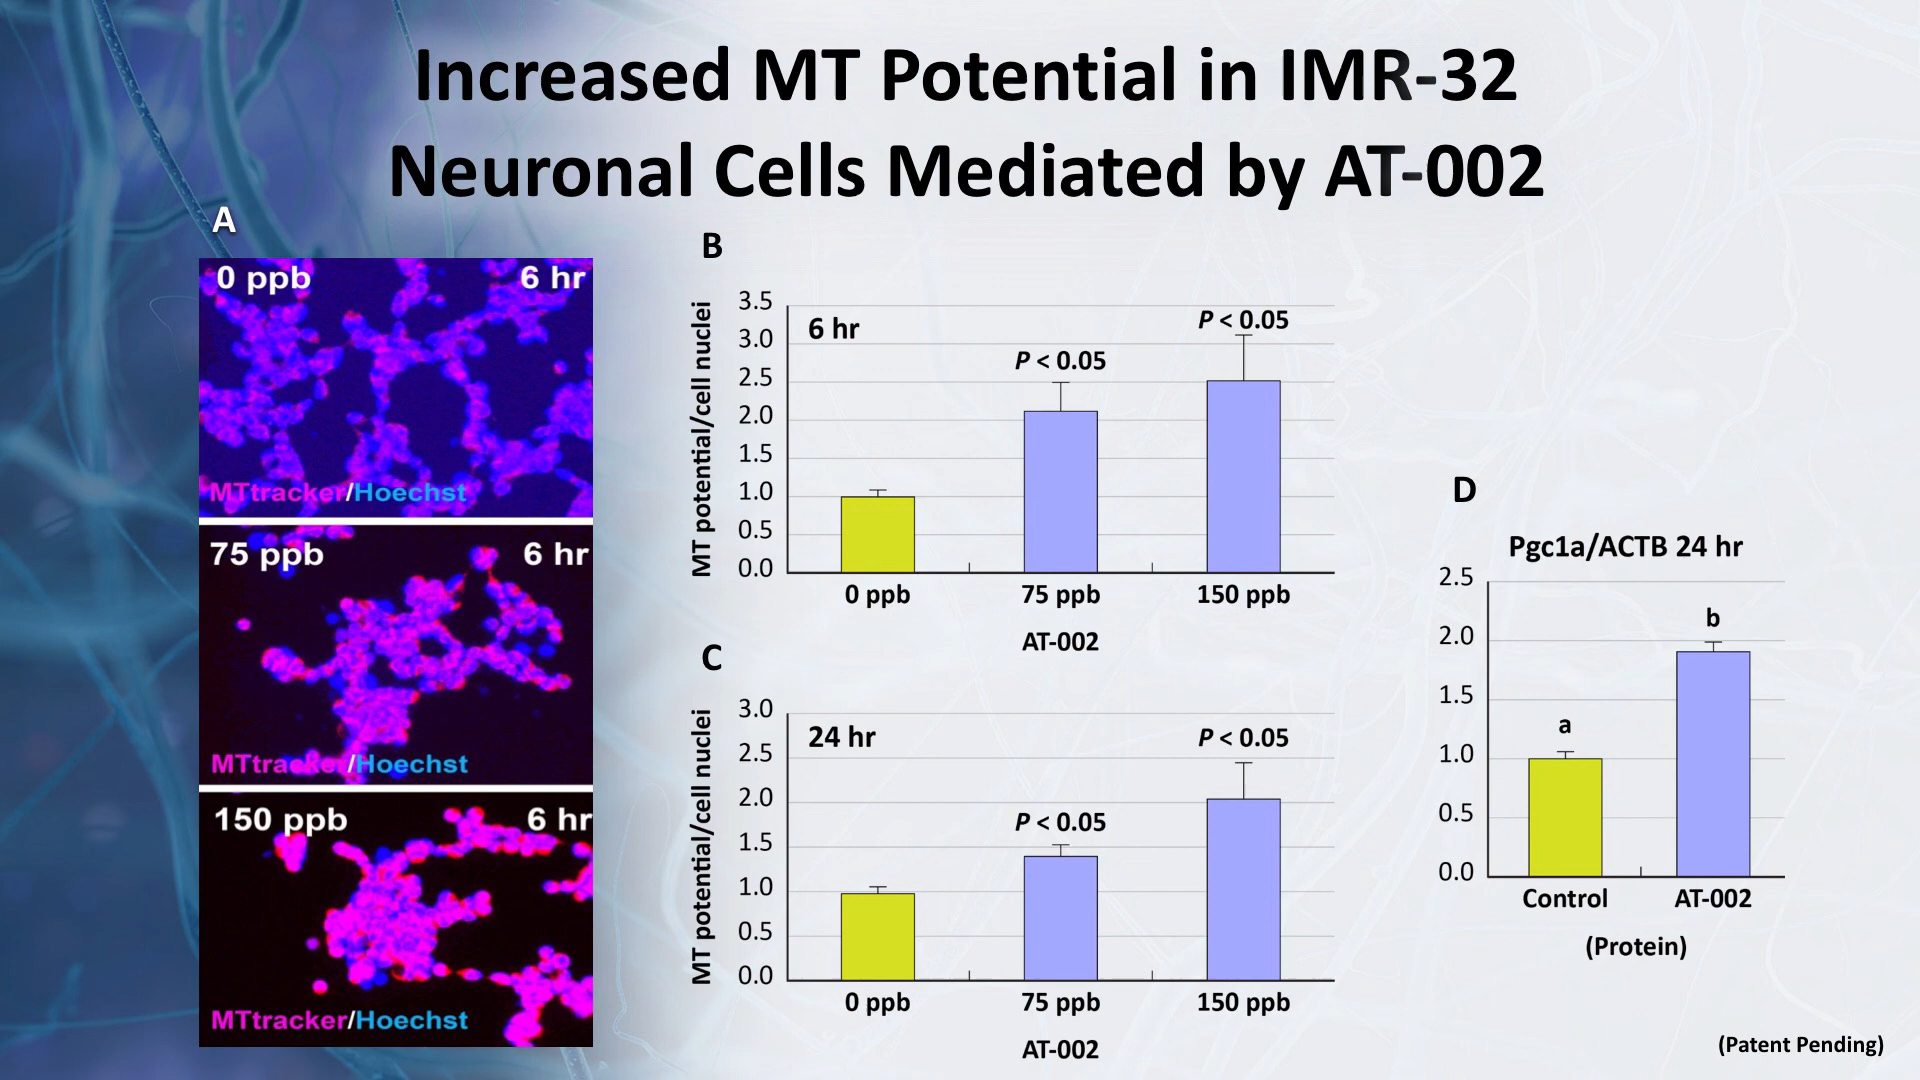 Increased MT Potential in IMR-32
Neuronal Cells Mediated by AT-002
A
0 ppb 6 hr
MTtracker/Hoechst
75 ppb 6 hr
MTtracker/Hoechst
150 ppb 6 hr
MTtracker/Hoechst
B
MT potential/cell nuclei
3.5
3.0
2.5
2.0
1.5
1.0
0.5
0.0
6 hr
P < 0.05
P < 0.05
0 ppb 75 ppb 150 ppb
AT-002
C
MT potential/cell nuclei
3.0
2.5
2.0
1.5
1.0
0.5
0.0
24 hr
P < 0.05
P < 0.05
0 ppb 75 ppb 150 ppb
AT-002
D
Pgc1a/ACTB 24 hr
2.5
2.0
1.5
1.0
0.5
0.0
a
b
Control AT-002
(Protein)
(Patent Pending)